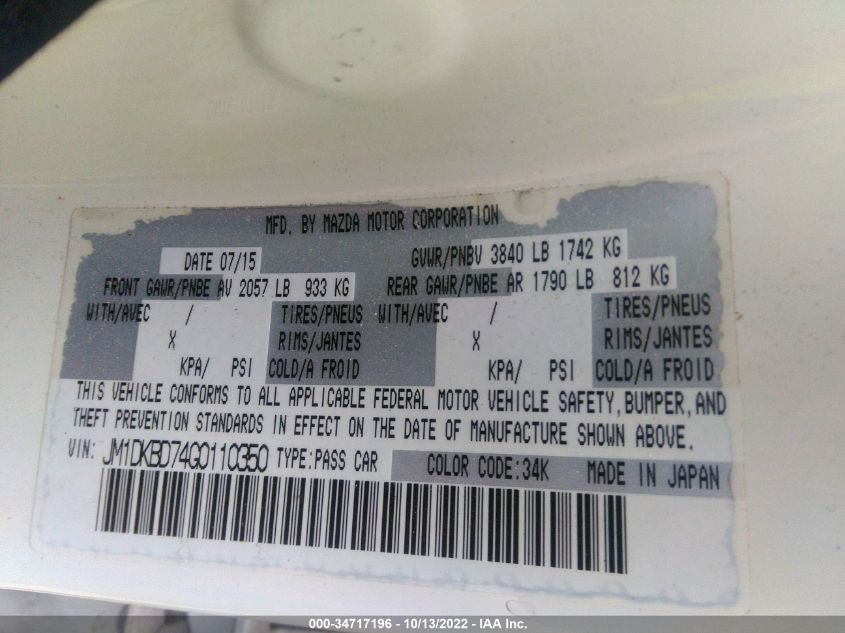 MFD. BY MAZDA MOTOR CORPORATION
DATE 07/15 GVWR/PNBV 3840 LB 1742 KG
FRONT GAWR/PNBE AV 2057 LB 933 KG REAR GAWR/PNBE AR 1790 LB 812 KG
WITH/AVEC / TIRES/PNEUS WITH/AVEC / TIRES/PNEUS
X RIMS/JANTES X RIMS/JANTES
KPA/ PSI COLD/A FROID KPA/ PSI COLD/A FROID
THIS VEHICLE CONFORMS TO ALL APPLICABLE FEDERAL MOTOR VEHICLE SAFETY, BUMPER, AND
THEFT PREVENTION STANDARDS IN EFFECT ON THE DATE OF MANUFACTURE SHOWN ABOVE.
VIN: JM1DKBD74G0110350 TYPE:PASS CAR COLOR CODE:34K MADE IN JAPAN
000-34717196 - 10/13/2022 - IAA Inc.